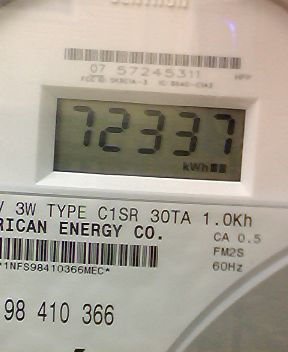 07 57245311
72337
kWh
V 3W TYPE C1SR 30TA 1.0Kh
RICAN ENERGY CO.
CA 0.5
FM2S
60Hz
*1NFS98410366MEC*
98 410 366